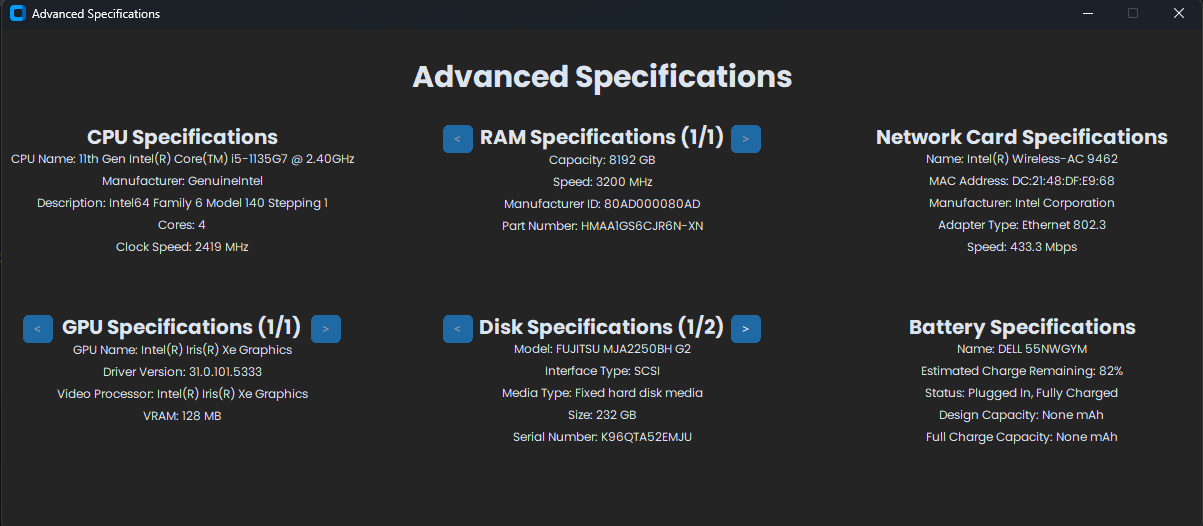 Advanced Specifications
Advanced Specifications
CPU Specifications
CPU Name: 11th Gen Intel(R) Core(TM) i5-1135G7 @ 2.40GHz
Manufacturer: GenuineIntel
Description: Intel64 Family 6 Model 140 Stepping 1
Cores: 4
Clock Speed: 2419 MHz
< RAM Specifications (1/1) >
Capacity: 8192 GB
Speed: 3200 MHz
Manufacturer ID: 80AD000080AD
Part Number: HMAA1GS6CJR6N-XN
Network Card Specifications
Name: Intel(R) Wireless-AC 9462
MAC Address: DC:21:48:DF:E9:68
Manufacturer: Intel Corporation
Adapter Type: Ethernet 802.3
Speed: 433.3 Mbps
< GPU Specifications (1/1) >
GPU Name: Intel(R) Iris(R) Xe Graphics
Driver Version: 31.0.101.5333
Video Processor: Intel(R) Iris(R) Xe Graphics
VRAM: 128 MB
< Disk Specifications (1/2) >
Model: FUJITSU MJA2250BH G2
Interface Type: SCSI
Media Type: Fixed hard disk media
Size: 232 GB
Serial Number: K96QTA52EMJU
Battery Specifications
Name: DELL 55NWGYM
Estimated Charge Remaining: 82%
Status: Plugged In, Fully Charged
Design Capacity: None mAh
Full Charge Capacity: None mAh